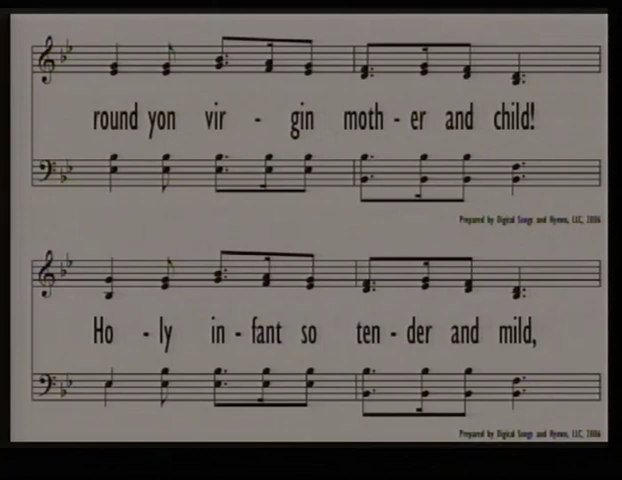 round yon vir - gin moth - er and child!
Prepared by Digital Songs and Hymns, LLC, 2006
Ho - ly in - fant so ten - der and mild,
Prepared by Digital Songs and Hymns, LLC, 2006